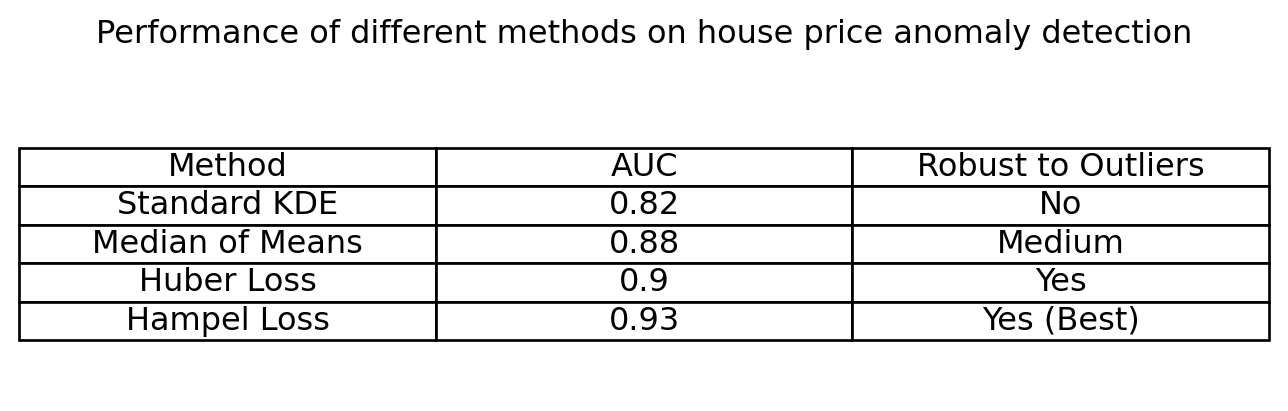 Performance of different methods on house price anomaly detection
Method AUC Robust to Outliers
Standard KDE 0.82 No
Median of Means 0.88 Medium
Huber Loss 0.9 Yes
Hampel Loss 0.93 Yes (Best)